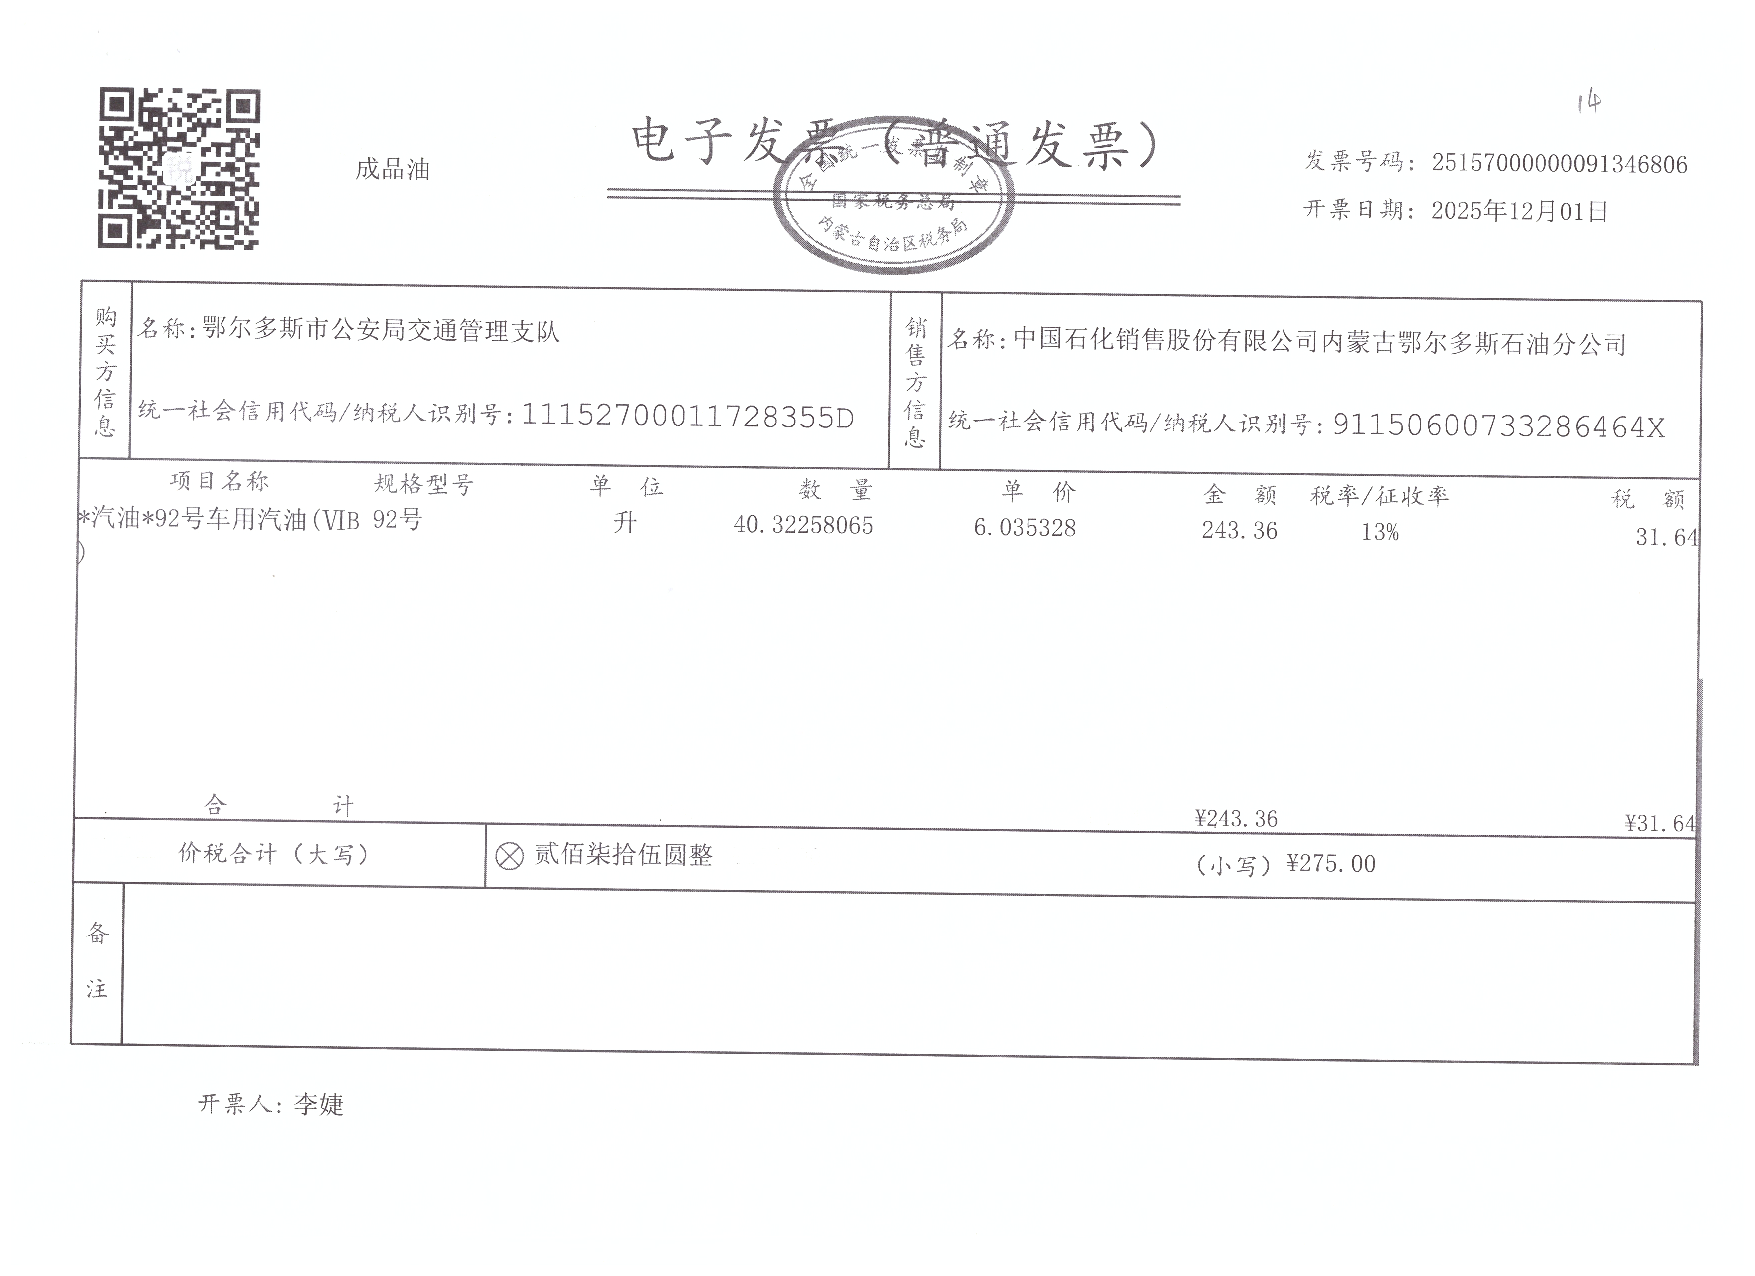 14
电子发票（普通发票）
成品油
全国统一发票监制章
国家税务总局
内蒙古自治区税务局
税
发票号码：25157000000091346806
开票日期：2025年12月01日
购买方信息
名称：鄂尔多斯市公安局交通管理支队
统一社会信用代码/纳税人识别号：11152700011728355D
销售方信息
名称：中国石化销售股份有限公司内蒙古鄂尔多斯石油分公司
统一社会信用代码/纳税人识别号：91150600733286464X
项目名称 规格型号 单 位 数 量 单 价 金 额 税率/征收率 税 额
*汽油*92号车用汽油(ⅥB 92号 升 40.32258065 6.035328 243.36 13% 31.64
)
合 计 ¥243.36 ¥31.64
价税合计（大写） ⊗ 贰佰柒拾伍圆整 （小写）¥275.00
备注
开票人：李婕